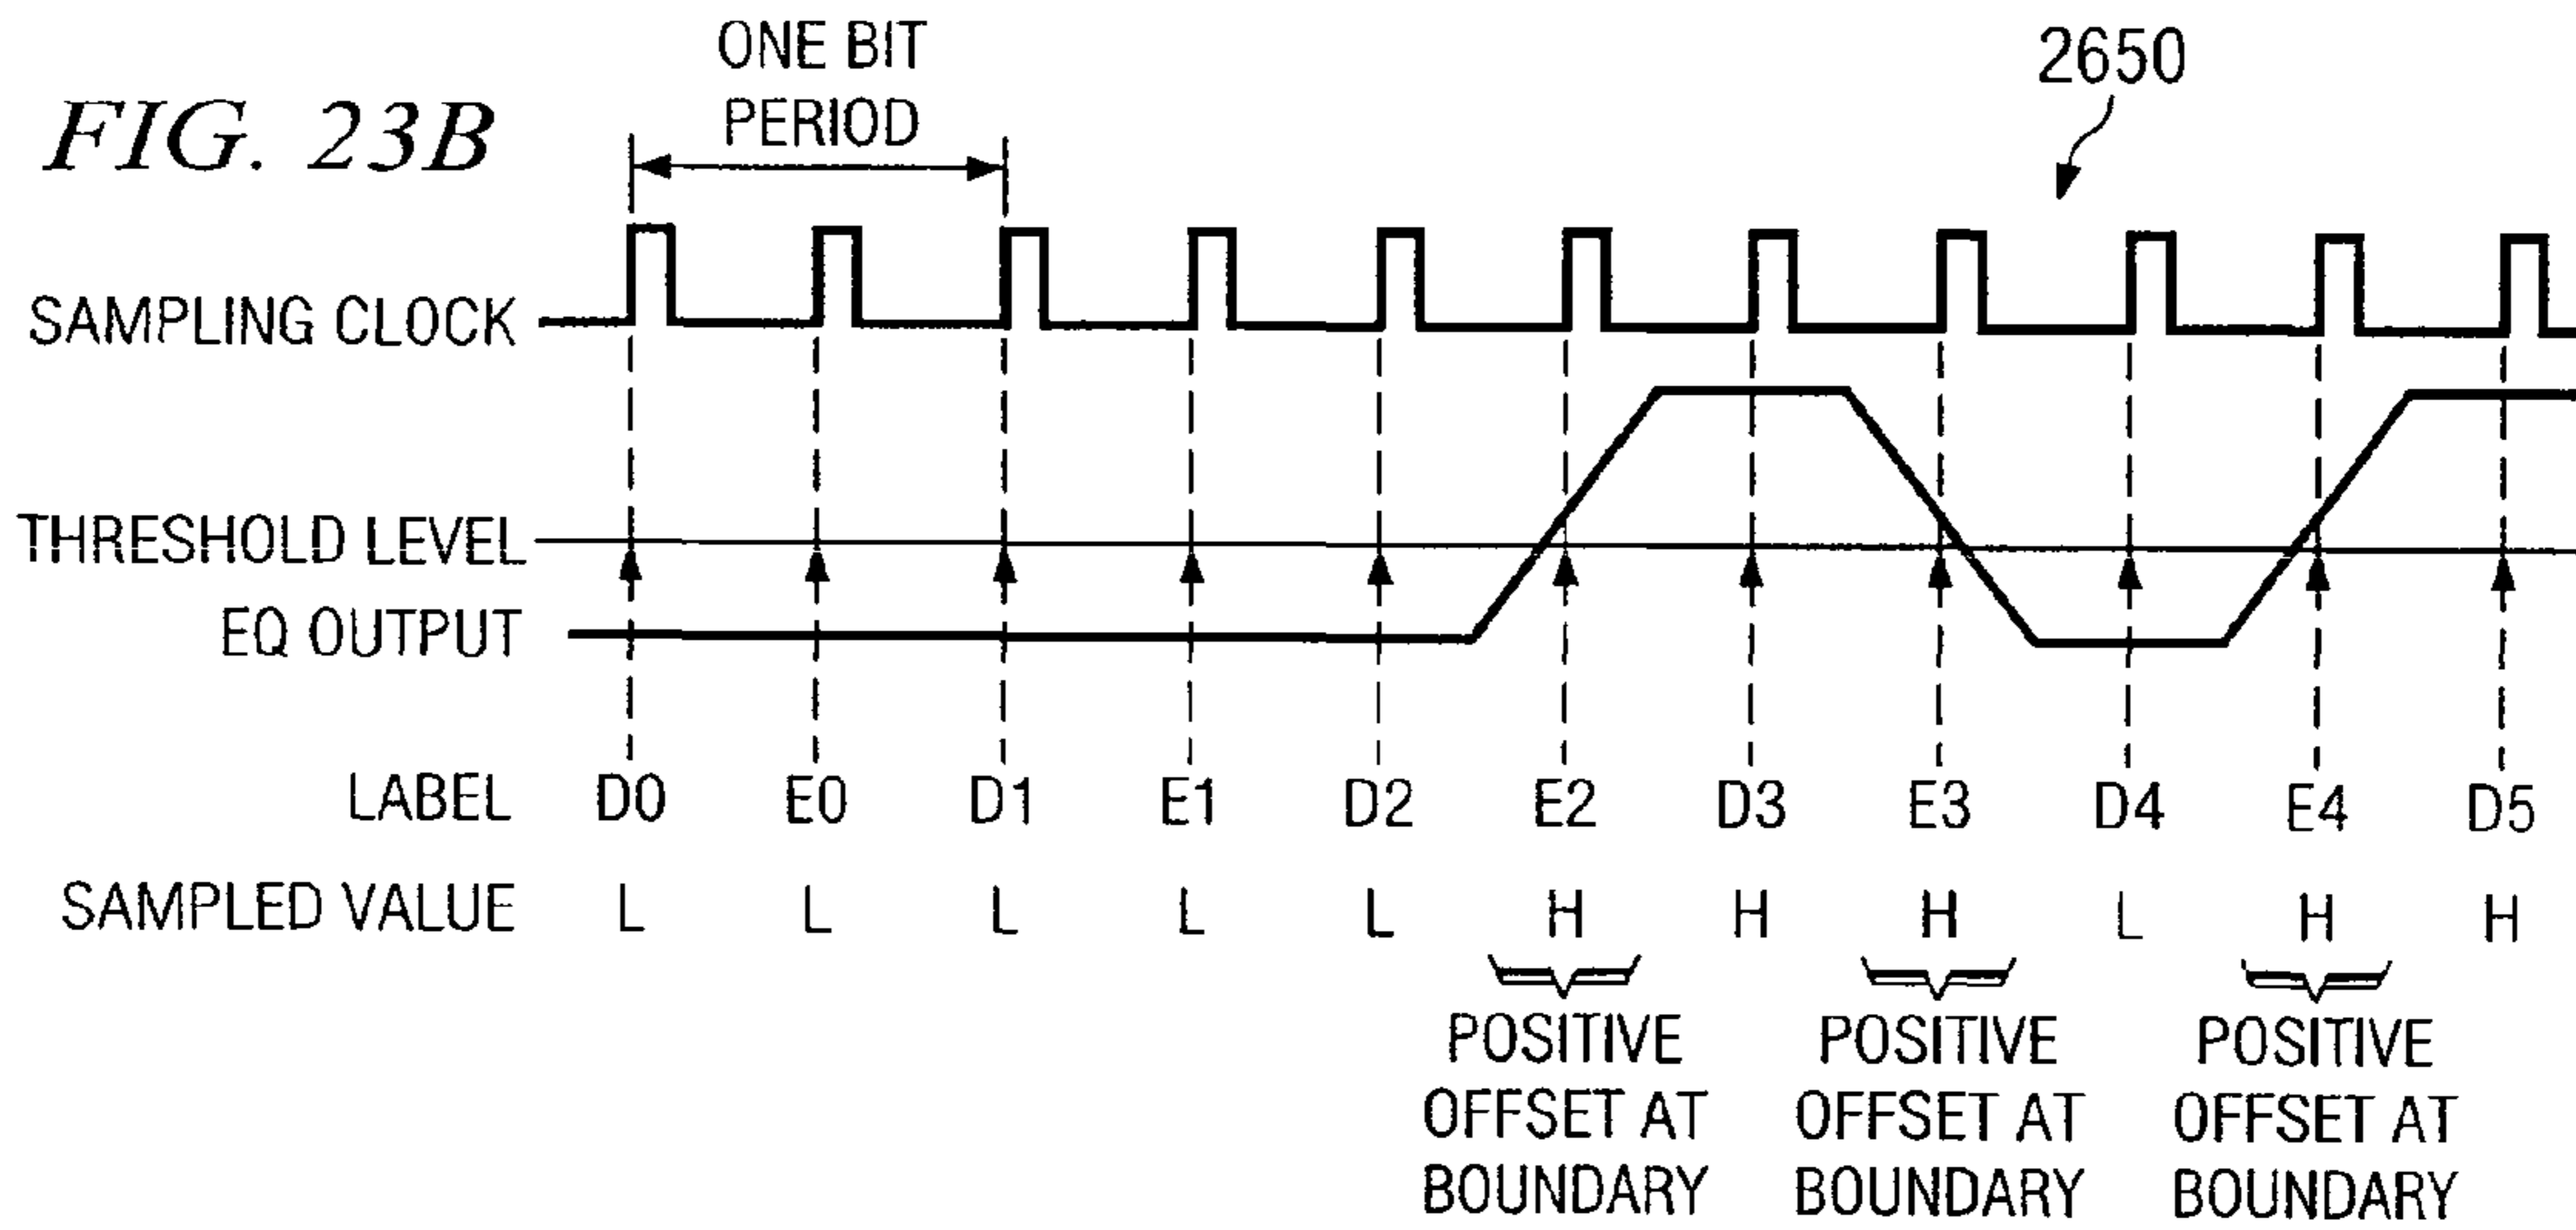 FIG. 23B
ONE BIT
PERIOD
2650
SAMPLING CLOCK
THRESHOLD LEVEL
EQ OUTPUT
LABEL D0 E0 D1 E1 D2 E2 D3 E3 D4 E4 D5
SAMPLED VALUE L L L L L H H H L H H
POSITIVE POSITIVE POSITIVE
OFFSET AT OFFSET AT OFFSET AT
BOUNDARY BOUNDARY BOUNDARY